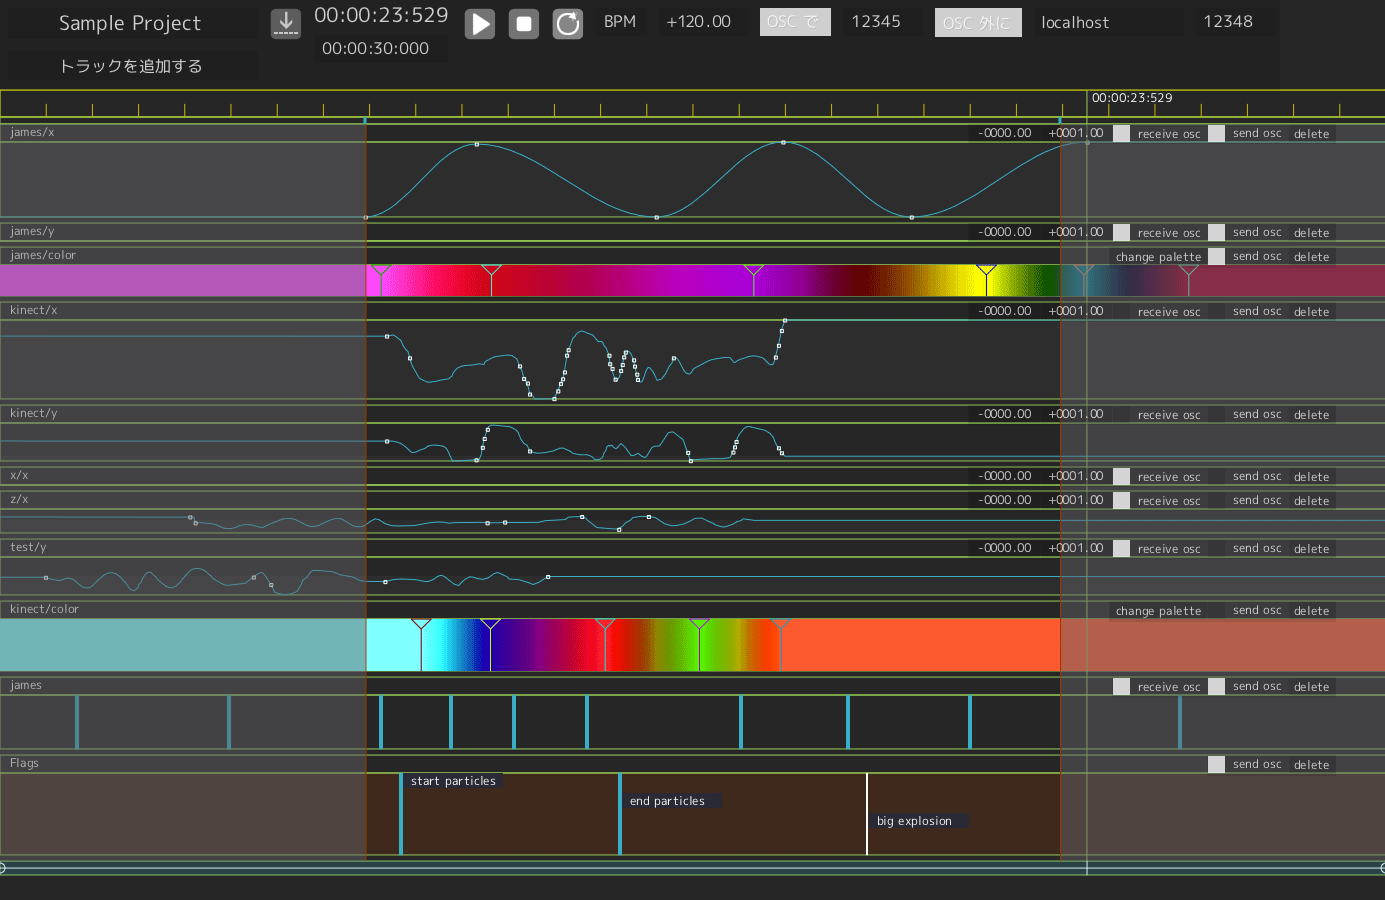 Sample Project
00:00:23:529
00:00:30:000
BPM
+120.00
OSC で
12345
OSC 外に
localhost
12348
トラックを追加する
00:00:23:529
james/x -0000.00 +0001.00 receive osc send osc delete
james/y -0000.00 +0001.00 receive osc send osc delete
james/color change palette send osc delete
kinect/x -0000.00 +0001.00 receive osc send osc delete
kinect/y -0000.00 +0001.00 receive osc send osc delete
x/x -0000.00 +0001.00 receive osc send osc delete
z/x -0000.00 +0001.00 receive osc send osc delete
test/y -0000.00 +0001.00 receive osc send osc delete
kinect/color change palette send osc delete
james receive osc send osc delete
Flags send osc delete
start particles
end particles
big explosion